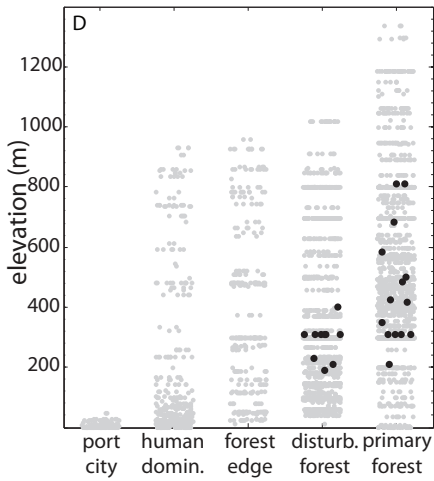 D
elevation (m)
1200
1000
800
600
400
200
port human forest disturb. primary
city domin. edge forest forest